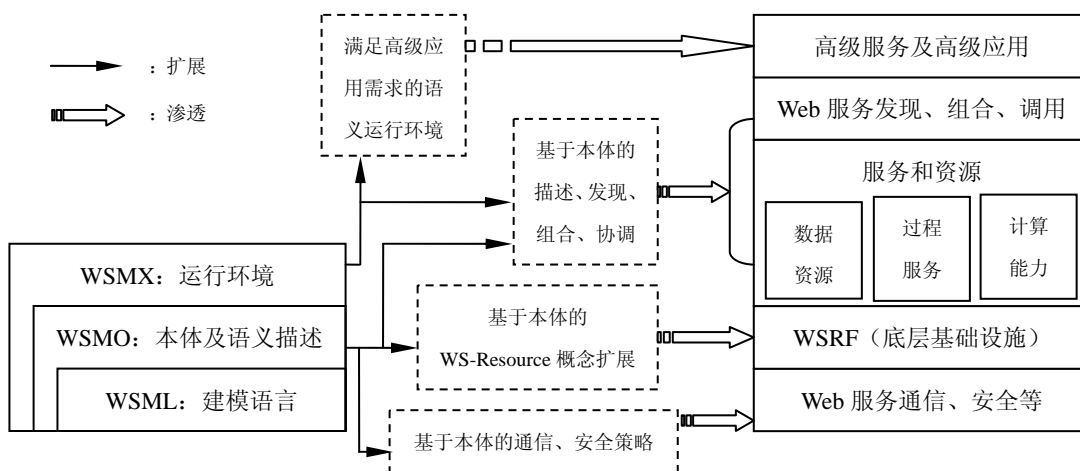 ：扩展
：渗透
满足高级应
用需求的语
义运行环境
基于本体的
描述、发现、
组合、协调
WSMX：运行环境
WSMO：本体及语义描述
WSML：建模语言
基于本体的
WS-Resource 概念扩展
基于本体的通信、安全策略
高级服务及高级应用
Web 服务发现、组合、调用
服务和资源
数据
资源
过程
服务
计算
能力
WSRF（底层基础设施）
Web 服务通信、安全等